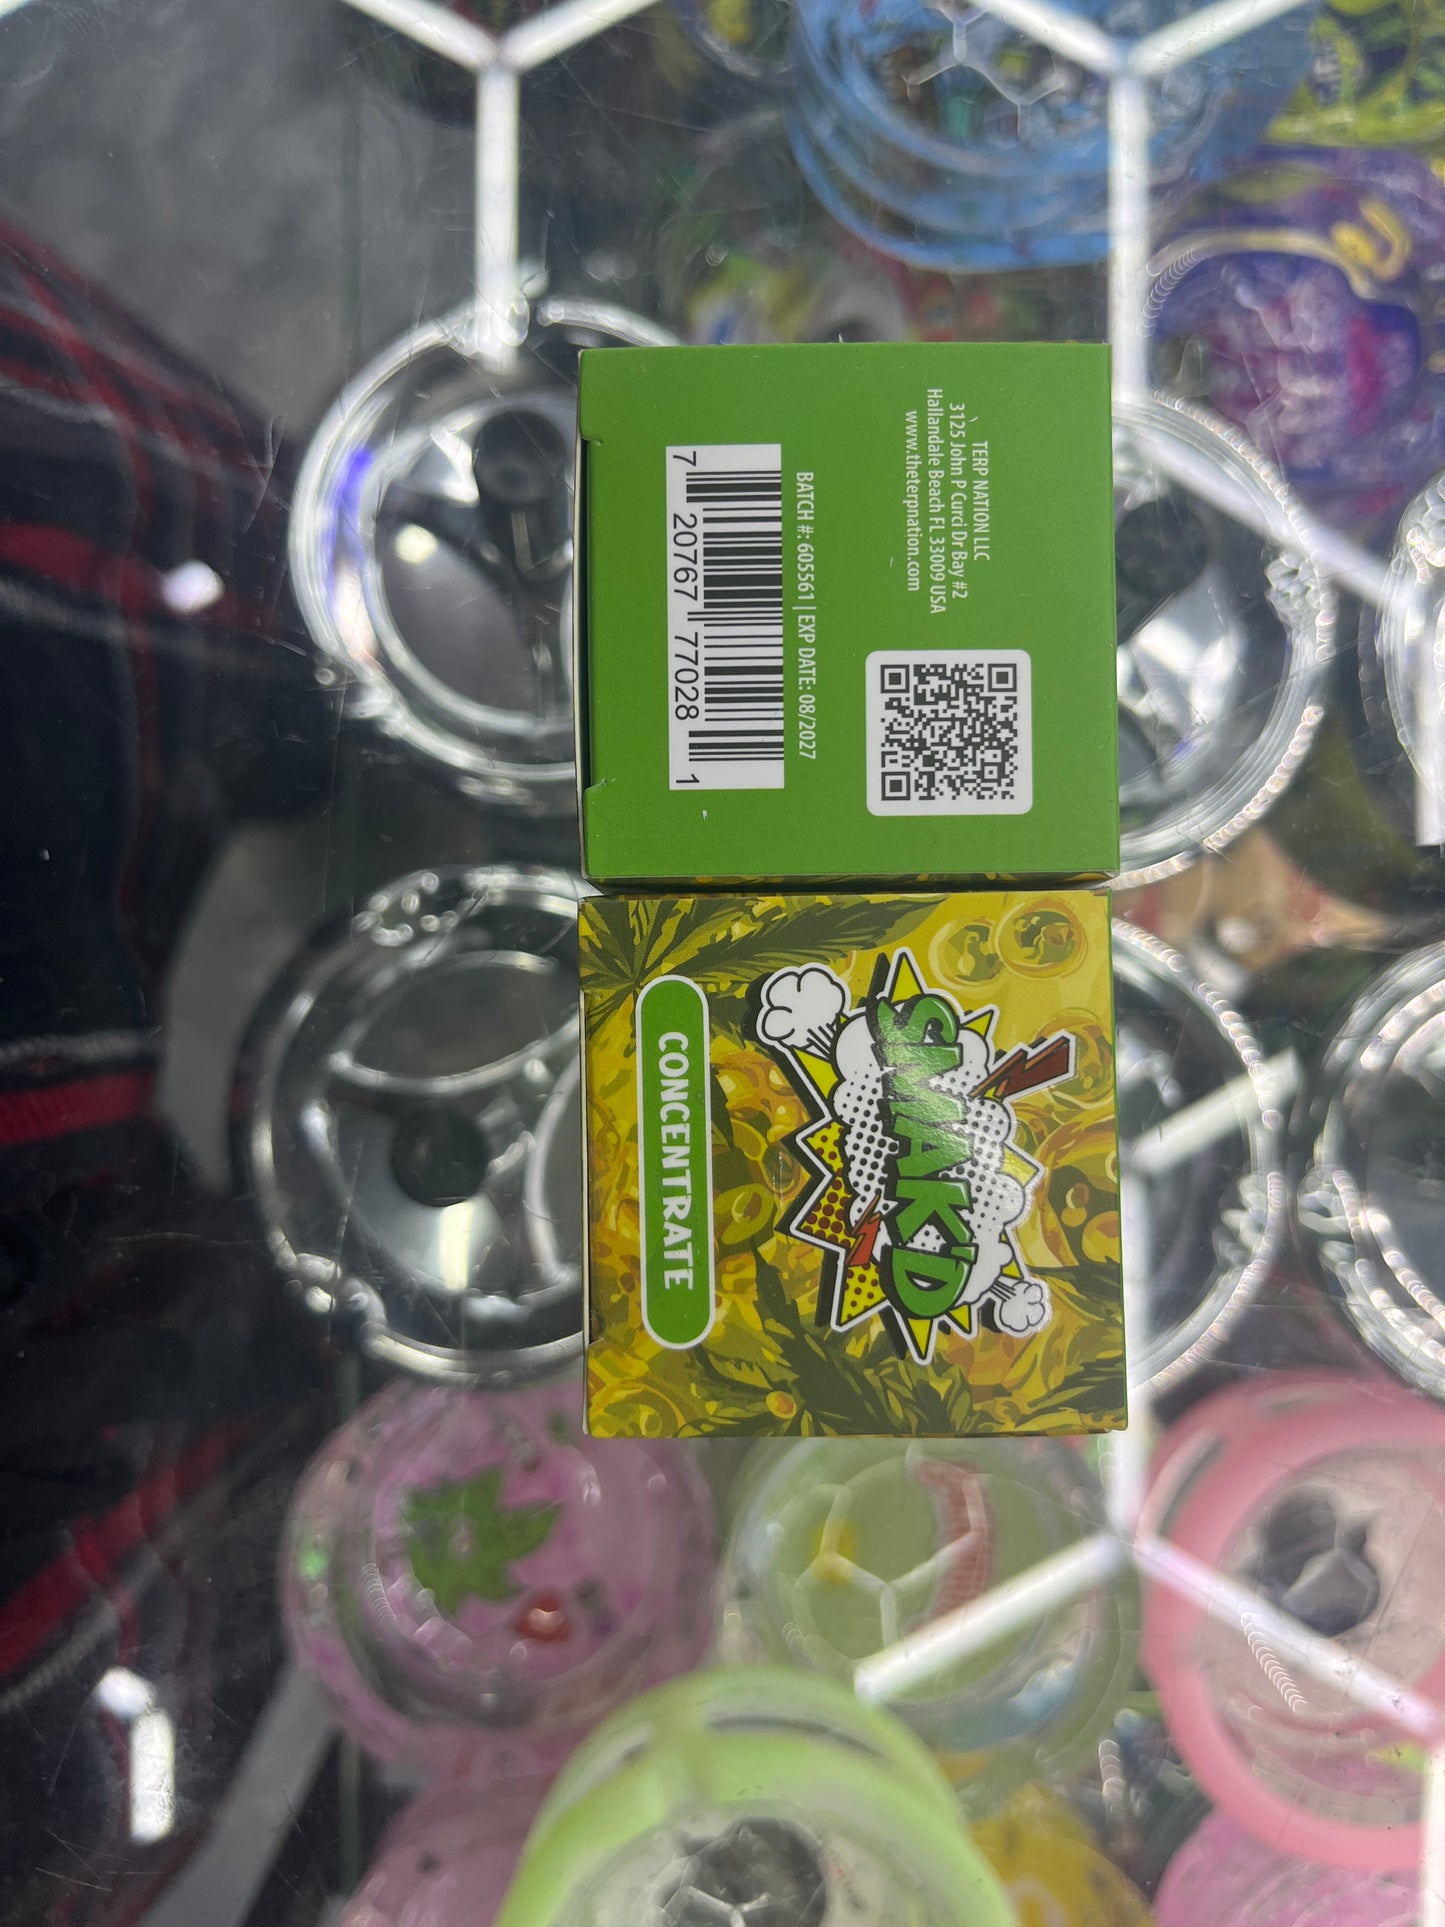 TERP NATION LLC
3125 John P Curci Dr Bay #2
Hallandale Beach FL 33009 USA
www.theterpnation.com
BATCH #: 605561 | EXP DATE: 08/2027
7 20767 77028 1
SMAK'D
CONCENTRATE